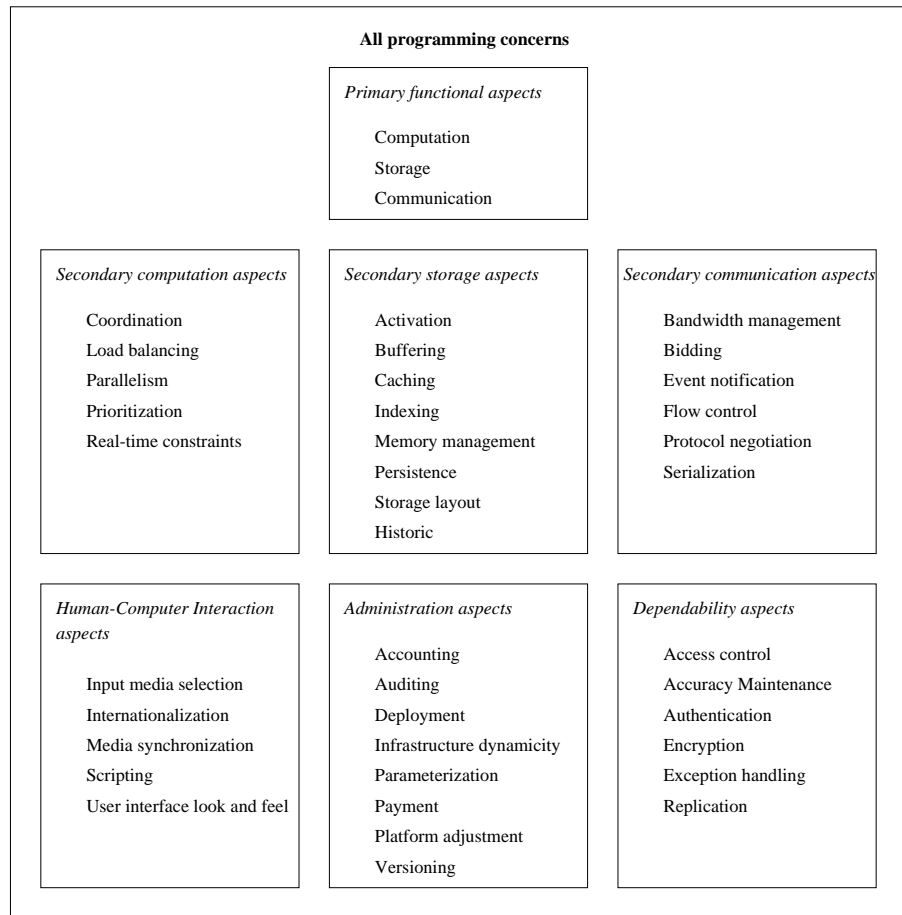 All programming concerns
Primary functional aspects
Computation
Storage
Communication
Secondary computation aspects
Coordination
Load balancing
Parallelism
Prioritization
Real-time constraints
Secondary storage aspects
Activation
Buffering
Caching
Indexing
Memory management
Persistence
Storage layout
Historic
Secondary communication aspects
Bandwidth management
Bidding
Event notification
Flow control
Protocol negotiation
Serialization
Human-Computer Interaction
aspects
Input media selection
Internationalization
Media synchronization
Scripting
User interface look and feel
Administration aspects
Accounting
Auditing
Deployment
Infrastructure dynamicity
Parameterization
Payment
Platform adjustment
Versioning
Dependability aspects
Access control
Accuracy Maintenance
Authentication
Encryption
Exception handling
Replication